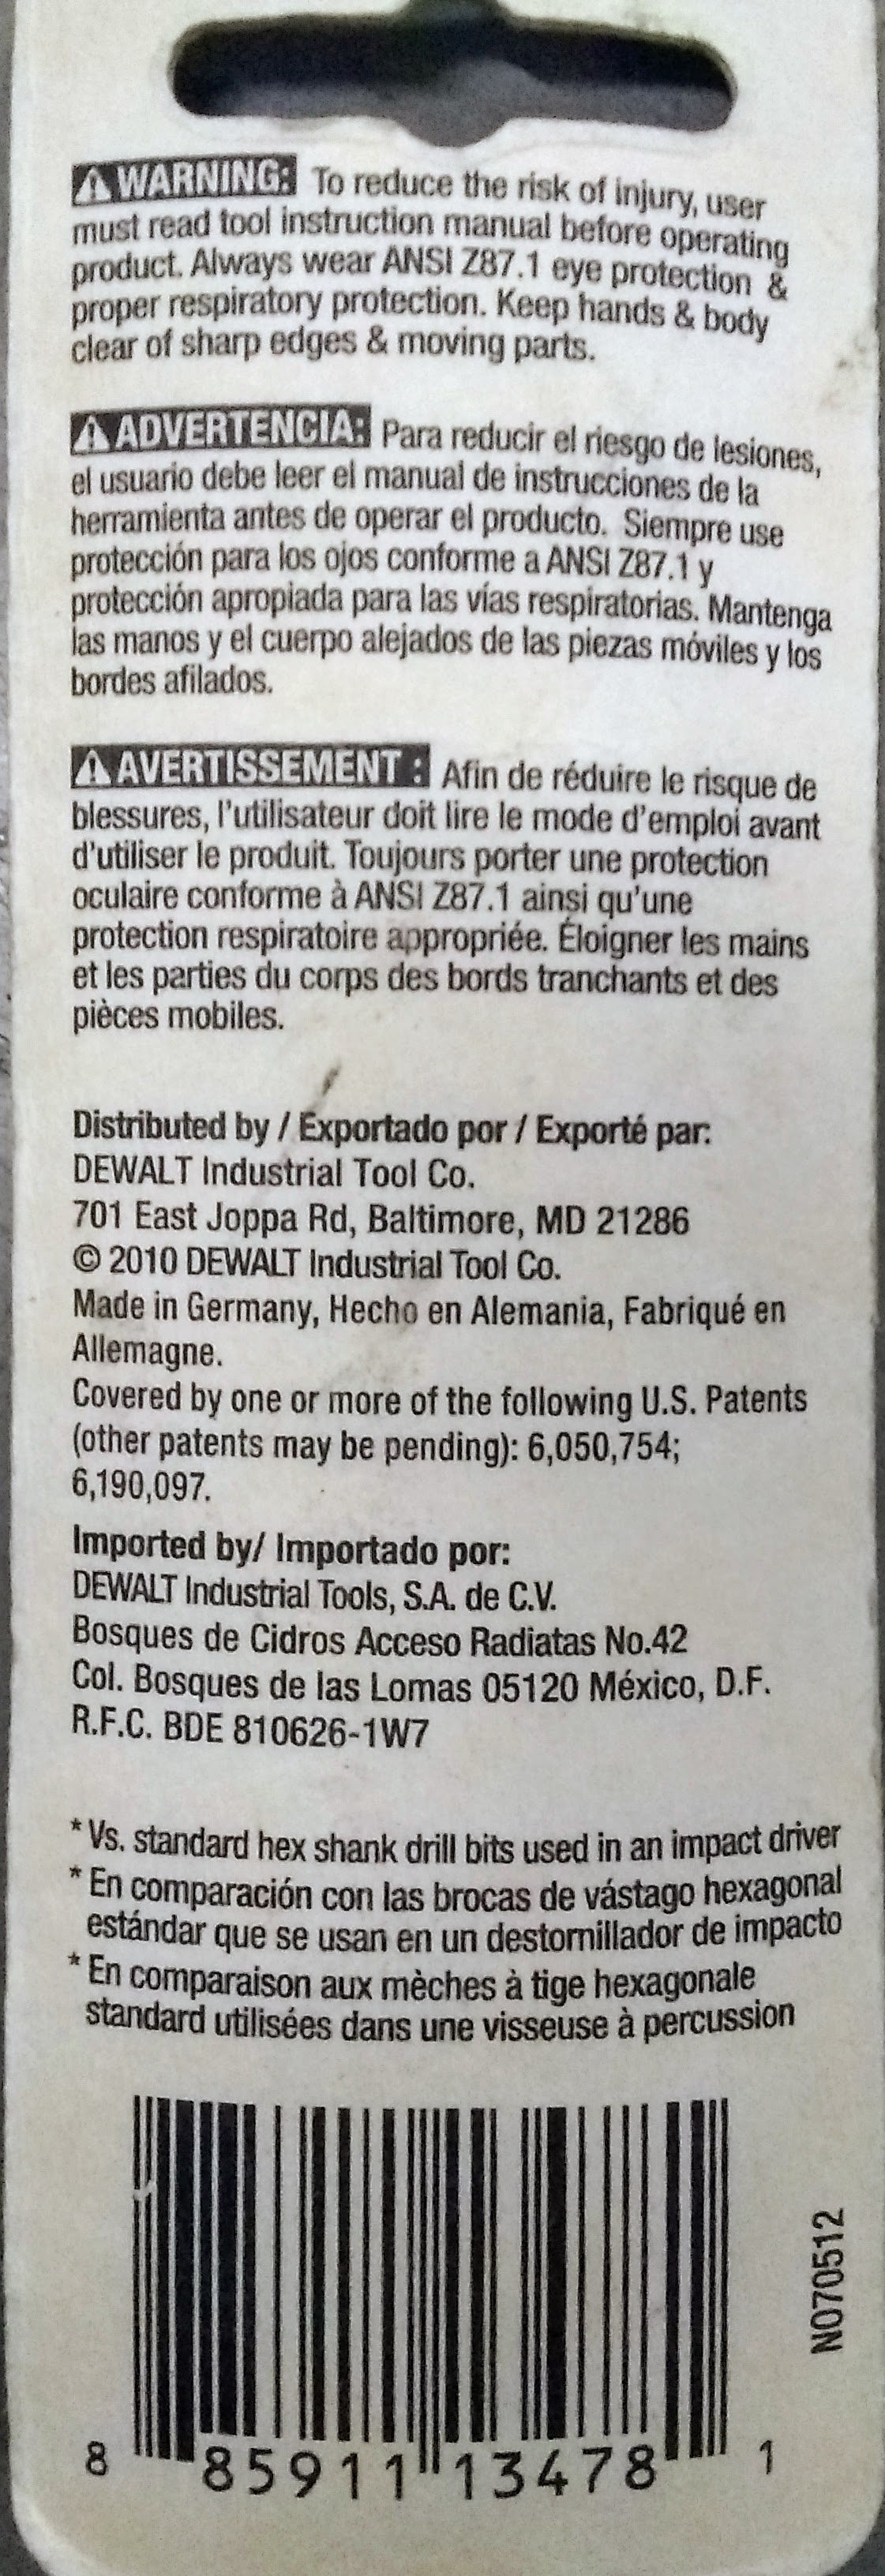 ⚠ WARNING: To reduce the risk of injury, user
must read tool instruction manual before operating
product. Always wear ANSI Z87.1 eye protection &
proper respiratory protection. Keep hands & body
clear of sharp edges & moving parts.
⚠ ADVERTENCIA: Para reducir el riesgo de lesiones,
el usuario debe leer el manual de instrucciones de la
herramienta antes de operar el producto. Siempre use
protección para los ojos conforme a ANSI Z87.1 y
protección apropiada para las vías respiratorias. Mantenga
las manos y el cuerpo alejados de las piezas móviles y los
bordes afilados.
⚠ AVERTISSEMENT : Afin de réduire le risque de
blessures, l'utilisateur doit lire le mode d'emploi avant
d'utiliser le produit. Toujours porter une protection
oculaire conforme à ANSI Z87.1 ainsi qu'une
protection respiratoire appropriée. Éloigner les mains
et les parties du corps des bords tranchants et des
pièces mobiles.
Distributed by / Exportado por / Exporté par:
DEWALT Industrial Tool Co.
701 East Joppa Rd, Baltimore, MD 21286
© 2010 DEWALT Industrial Tool Co.
Made in Germany, Hecho en Alemania, Fabriqué en
Allemagne.
Covered by one or more of the following U.S. Patents
(other patents may be pending): 6,050,754;
6,190,097.
Imported by/ Importado por:
DEWALT Industrial Tools, S.A. de C.V.
Bosques de Cidros Acceso Radiatas No.42
Col. Bosques de las Lomas 05120 México, D.F.
R.F.C. BDE 810626-1W7
* Vs. standard hex shank drill bits used in an impact driver
* En comparación con las brocas de vástago hexagonal
estándar que se usan en un destornillador de impacto
* En comparaison aux mèches à tige hexagonale
standard utilisées dans une visseuse à percussion
N070512
8 85911 13478 1